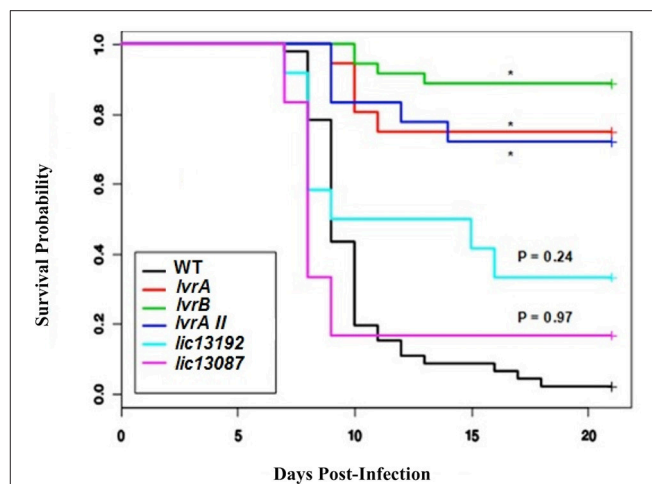 1.0
0.8
0.6
0.4
0.2
0.0
Survival Probability
*
*
*
P = 0.24
P = 0.97
WT
lvrA
lvrB
lvrA II
lic13192
lic13087
0
5
10
15
20
Days Post-Infection